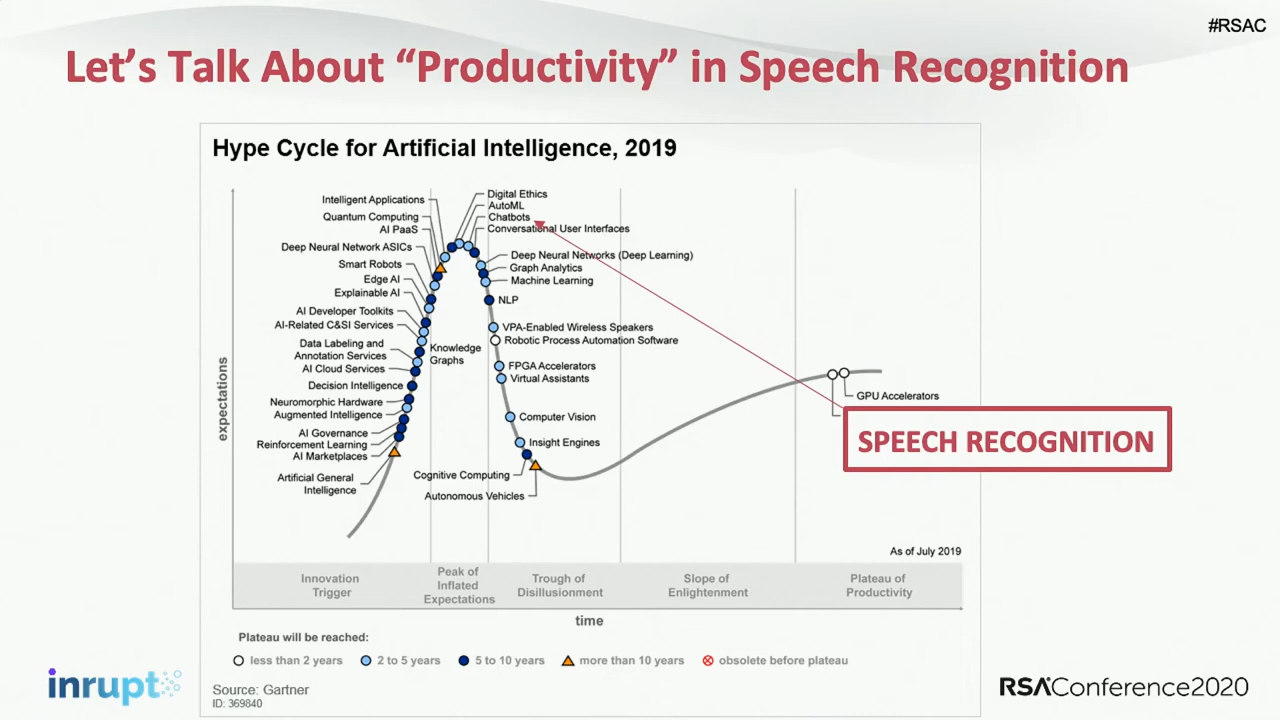 #RSAC
Let's Talk About “Productivity” in Speech Recognition
Hype Cycle for Artificial Intelligence, 2019
Intelligent Applications
Quantum Computing
AI PaaS
Deep Neural Network ASICs
Smart Robots
Edge AI
Explainable AI
AI Developer Toolkits
AI-Related C&SI Services
Data Labeling and
Annotation Services
AI Cloud Services
Decision Intelligence
Neuromorphic Hardware
Augmented Intelligence
AI Governance
Reinforcement Learning
AI Marketplaces
Artificial General
Intelligence
Knowledge
Graphs
Digital Ethics
AutoML
Chatbots
Conversational User Interfaces
Deep Neural Networks (Deep Learning)
Graph Analytics
Machine Learning
NLP
VPA-Enabled Wireless Speakers
Robotic Process Automation Software
FPGA Accelerators
Virtual Assistants
Computer Vision
Insight Engines
Cognitive Computing
Autonomous Vehicles
GPU Accelerators
SPEECH RECOGNITION
expectations
As of July 2019
Innovation
Trigger
Peak of
Inflated
Expectations
Trough of
Disillusionment
Slope of
Enlightenment
Plateau of
Productivity
time
Plateau will be reached:
less than 2 years
2 to 5 years
5 to 10 years
more than 10 years
obsolete before plateau
Source: Gartner
ID: 369840
inrupt
RSAConference2020